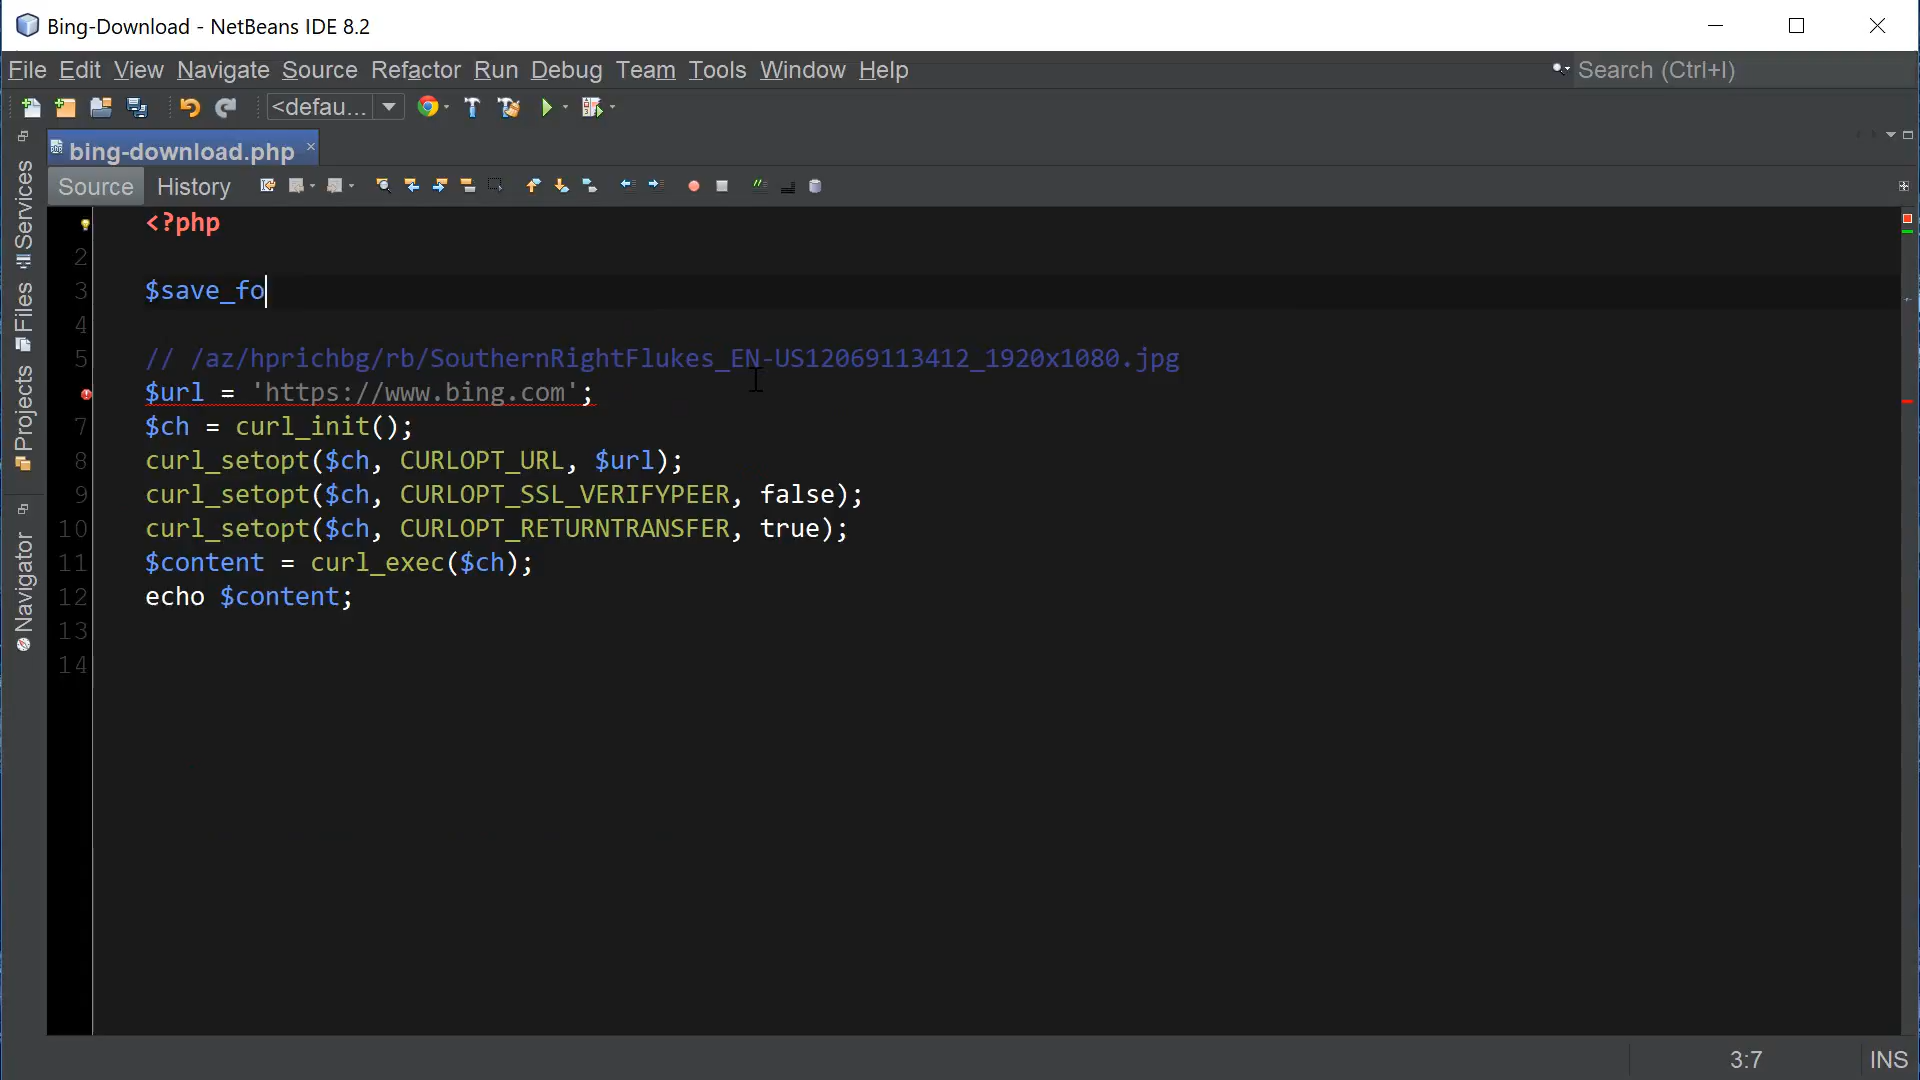 Bing-Download - NetBeans IDE 8.2
File Edit View Navigate Source Refactor Run Debug Team Tools Window Help
Search (Ctrl+I)
<defau...
bing-download.php
Source History
Services
Files
Projects
Navigator
<?php
2
3 $save_fo
4
5 // /az/hprichbg/rb/SouthernRightFlukes_EN-US12069113412_1920x1080.jpg
$url = 'https://www.bing.com';
7 $ch = curl_init();
8 curl_setopt($ch, CURLOPT_URL, $url);
9 curl_setopt($ch, CURLOPT_SSL_VERIFYPEER, false);
10 curl_setopt($ch, CURLOPT_RETURNTRANSFER, true);
11 $content = curl_exec($ch);
12 echo $content;
13
14
3:7
INS